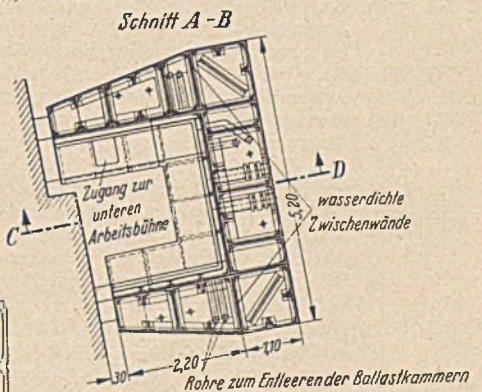 Schnitt A-B
D
Zugang zur
unteren
Arbeitsbühne
C
wasserdichte
Zwischenwände
5,20
30
2,20
1,10
Rohre zum Entleeren der Ballastkammern